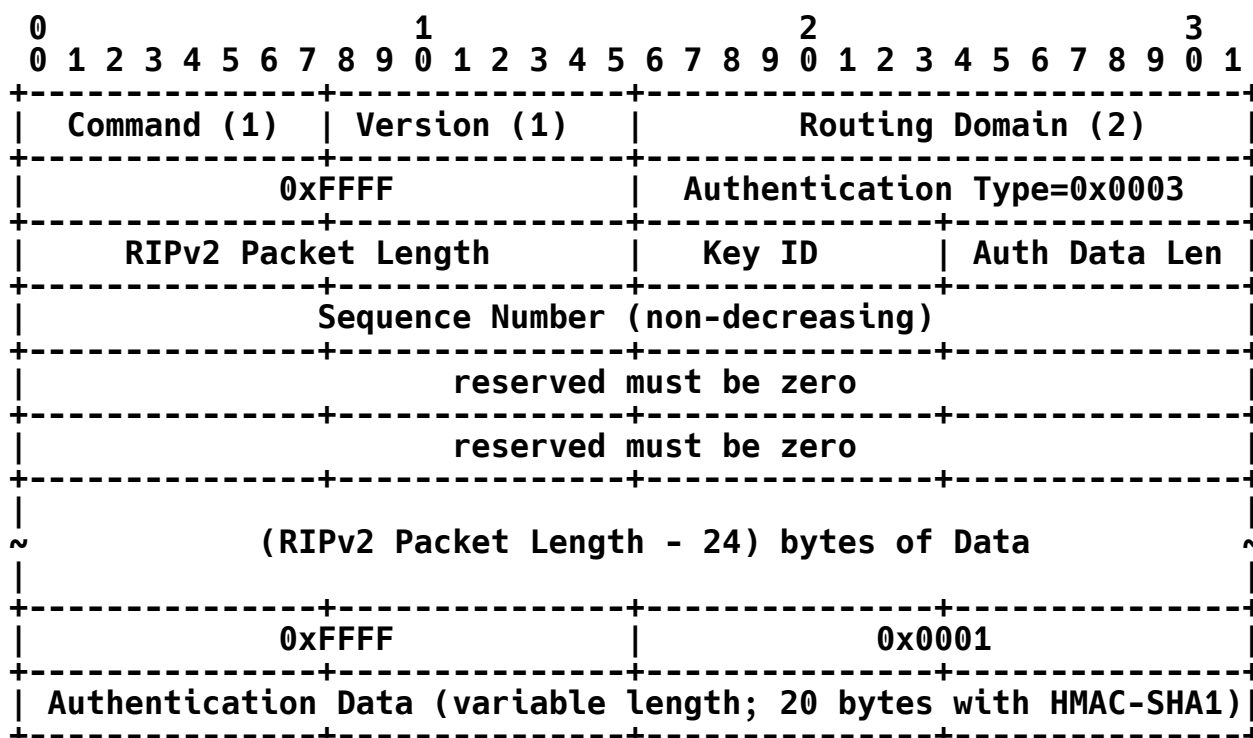 0                   1                   2                   3
 0 1 2 3 4 5 6 7 8 9 0 1 2 3 4 5 6 7 8 9 0 1 2 3 4 5 6 7 8 9 0 1
+---------------+---------------+-------------------------------+
|  Command (1)  | Version (1)   |        Routing Domain (2)     |
+---------------+---------------+-------------------------------+
|             0xFFFF            |  Authentication Type=0x0003   |
+---------------+---------------+---------------+---------------+
|     RIPv2 Packet Length       |   Key ID      | Auth Data Len |
+---------------+---------------+---------------+---------------+
|               Sequence Number (non-decreasing)                |
+---------------+---------------+---------------+---------------+
|                      reserved must be zero                    |
+---------------+---------------+---------------+---------------+
|                      reserved must be zero                    |
+---------------+---------------+---------------+---------------+
|                                                               |
~            (RIPv2 Packet Length - 24) bytes of Data           ~
|                                                               |
+---------------+---------------+---------------+---------------+
|             0xFFFF            |            0x0001             |
+---------------+---------------+---------------+---------------+
| Authentication Data (variable length; 20 bytes with HMAC-SHA1)|
+---------------+---------------+---------------+---------------+